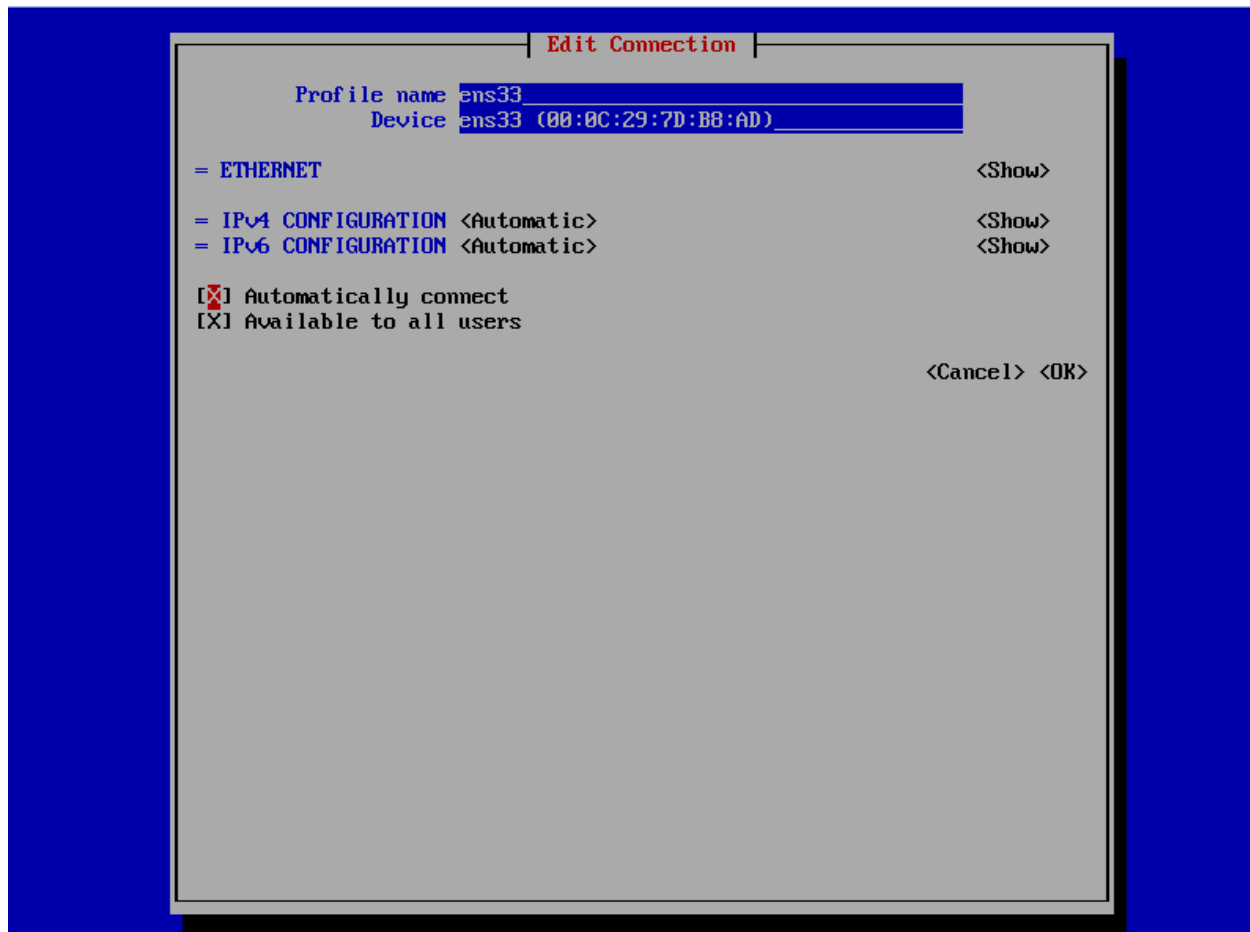 Edit Connection
Profile name ens33
Device ens33 (00:0C:29:7D:B8:AD)
= ETHERNET <Show>
= IPv4 CONFIGURATION <Automatic> <Show>
= IPv6 CONFIGURATION <Automatic> <Show>
[X] Automatically connect
[X] Available to all users
<Cancel> <OK>